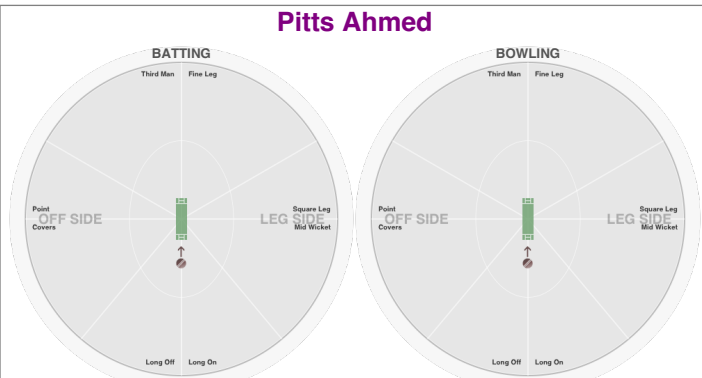 Pitts Ahmed
BATTING
Third Man Fine Leg
Point
OFF SIDE
Covers
Square Leg
LEG SIDE
Mid Wicket
Long Off Long On
BOWLING
Third Man Fine Leg
Point
OFF SIDE
Covers
Square Leg
LEG SIDE
Mid Wicket
Long Off Long On